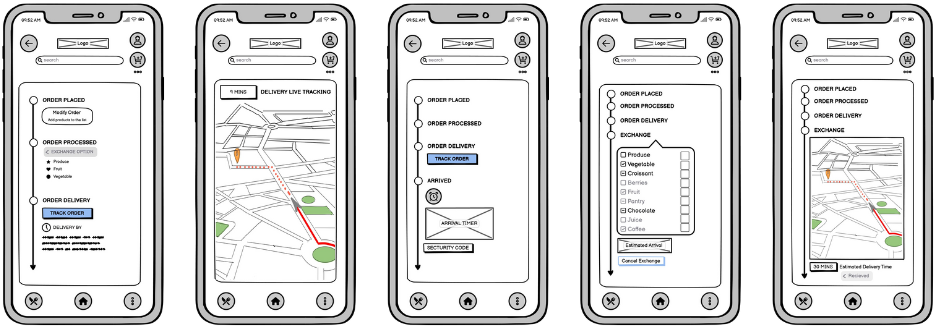 09:52 AM
Logo
search
ORDER PLACED
Modify Order
Add products to the list
ORDER PROCESSED
EXCHANGE OPTION
Produce
Fruit
Vegetable
ORDER DELIVERY
TRACK ORDER
DELIVERY BY
09:52 AM
Logo
search
9 MINS
DELIVERY LIVE TRACKING
09:52 AM
Logo
search
ORDER PLACED
ORDER PROCESSED
ORDER DELIVERY
TRACK ORDER
ARRIVED
ARRIVAL TIMER
SECTURITY CODE
09:52 AM
Logo
search
ORDER PLACED
ORDER PROCESSED
ORDER DELIVERY
EXCHANGE
Produce
Vegetable
Croissant
Berries
Fruit
Pantry
Chocolate
Juice
Coffee
Estimated Arrival
Cancel Exchange
09:52 AM
Logo
search
ORDER PLACED
ORDER PROCESSED
ORDER DELIVERY
EXCHANGE
30 MINS Estimated Delivery Time
Recieved